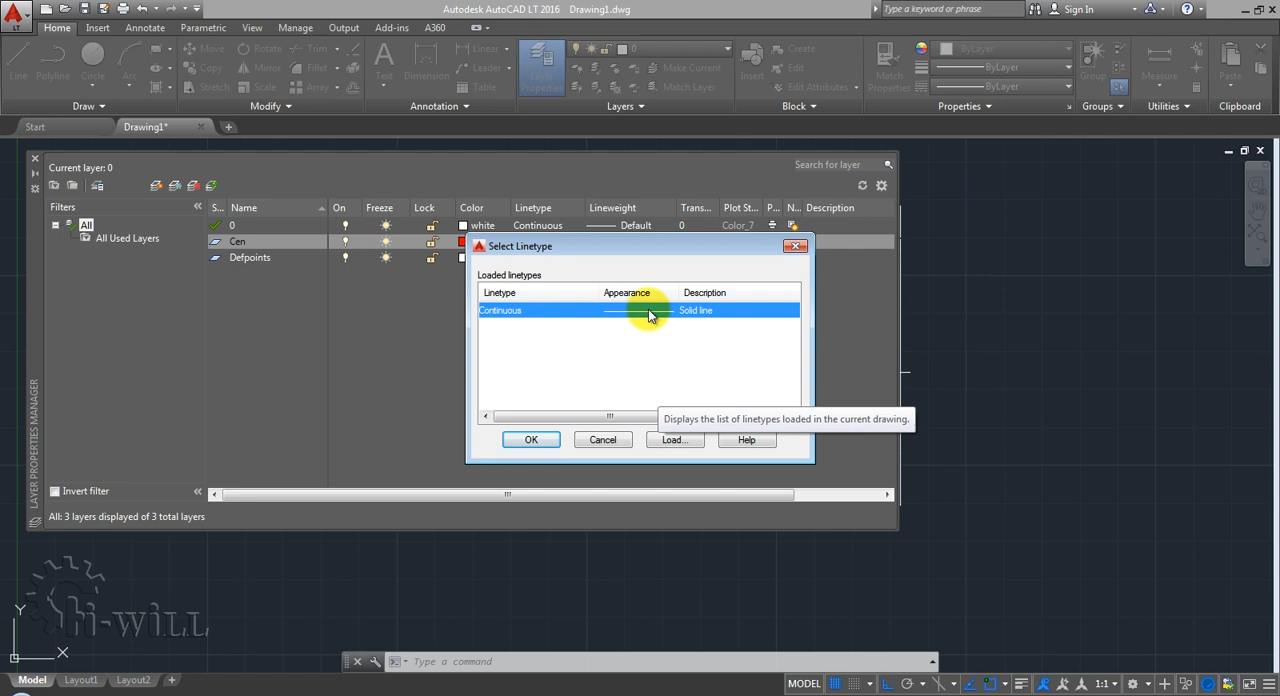 Autodesk AutoCAD LT 2016 Drawing1.dwg
Type a keyword or phrase
Sign In
LT
Home Insert Annotate Parametric View Manage Output Add-ins A360
Line Polyline Circle Arc
Move Rotate Trim
Copy Mirror Fillet
Stretch Scale Array
Text Dimension
Linear
Leader
Table
Layer Properties
0
Make Current
Match Layer
Insert
Create
Edit
Edit Attributes
Match Properties
ByLayer
ByLayer
ByLayer
Group Measure Paste
Draw Modify Annotation Layers Block Properties Groups Utilities Clipboard
Start Drawing1*
Current layer: 0
Search for layer
Filters
S... Name On Freeze Lock Color Linetype Lineweight Trans... Plot St... P... N... Description
All
All Used Layers
0 white Continuous Default 0 Color_7
Cen
Defpoints
Select Linetype
Loaded linetypes
Linetype Appearance Description
Continuous Solid line
Displays the list of linetypes loaded in the current drawing.
OK Cancel Load... Help
Invert filter
All: 3 layers displayed of 3 total layers
LAYER PROPERTIES MANAGER
hi-wiLL
Y
X
Type a command
Model Layout1 Layout2
MODEL 1:1